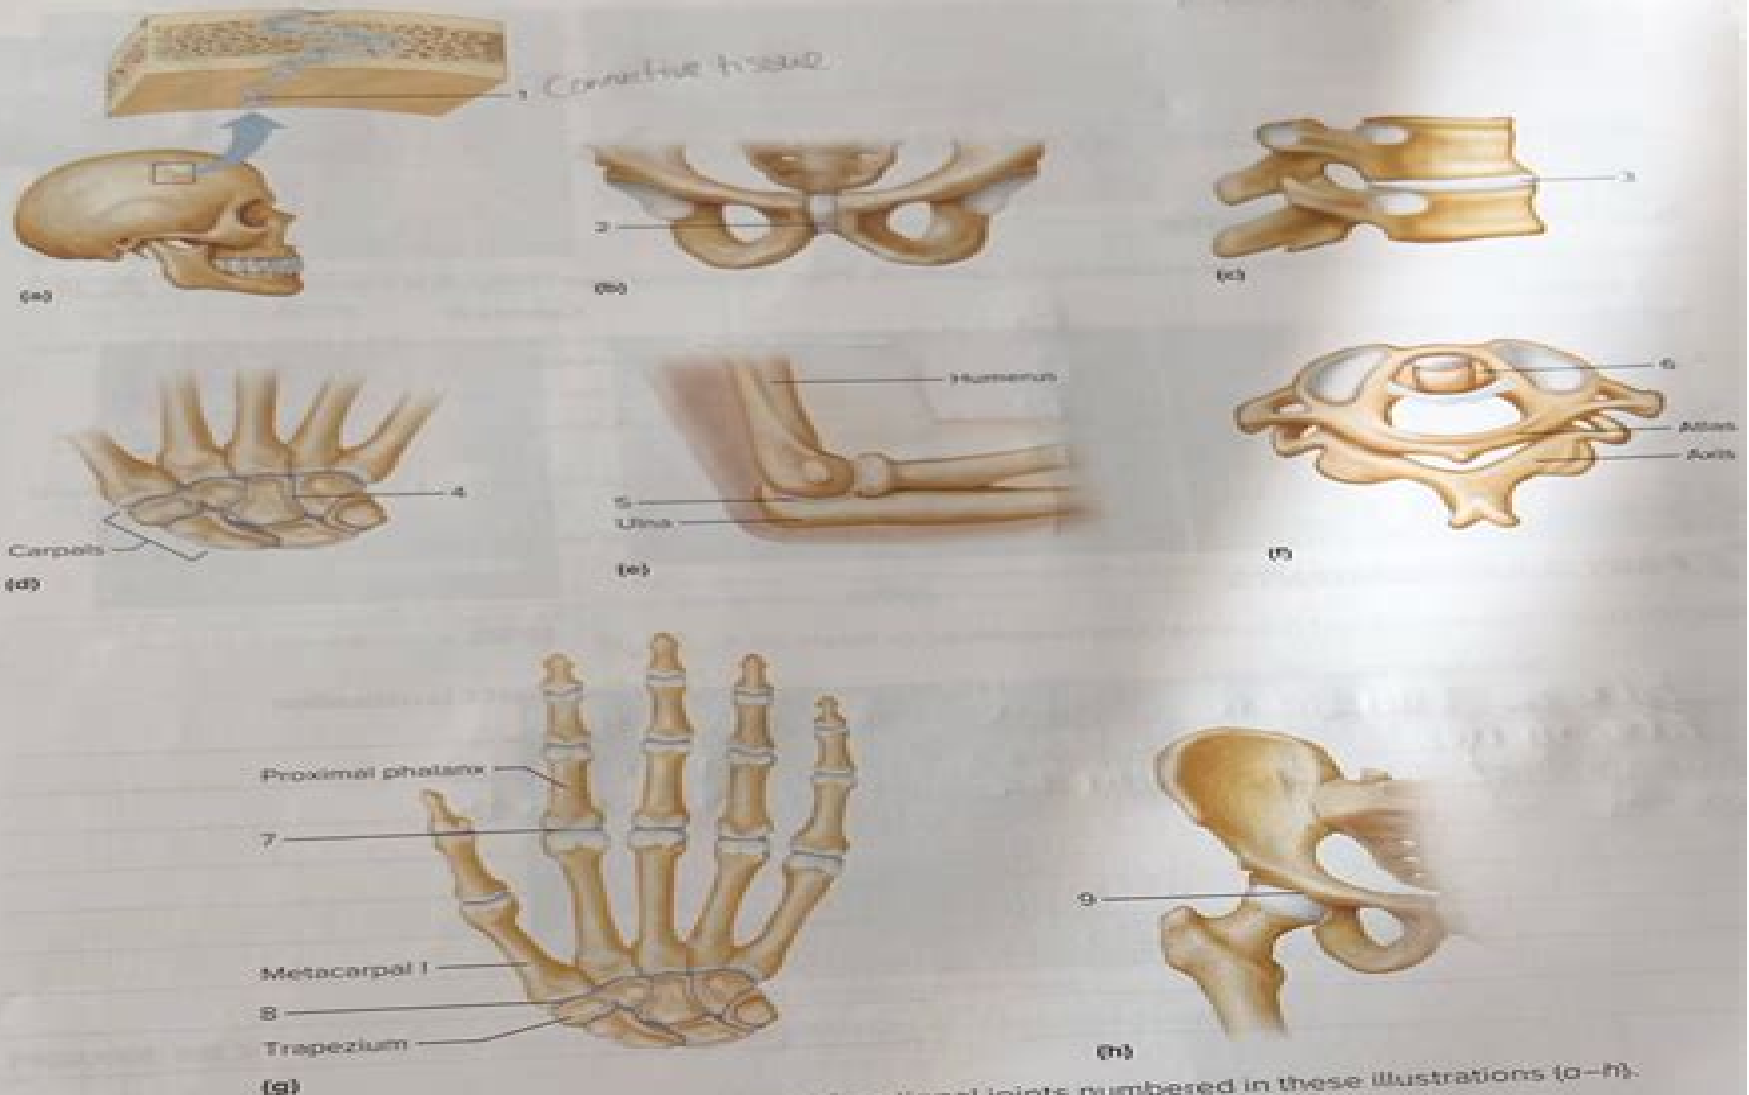 1 Connective tissue
2
(a)
(b)
3
(c)
4
Carpals
(d)
Humerus
5
Ulna
(e)
6
Atlas
Axis
(f)
Proximal phalanx
7
Metacarpal I
8
Trapezium
(g)
9
(h)
joints numbered in these illustrations (a–h).